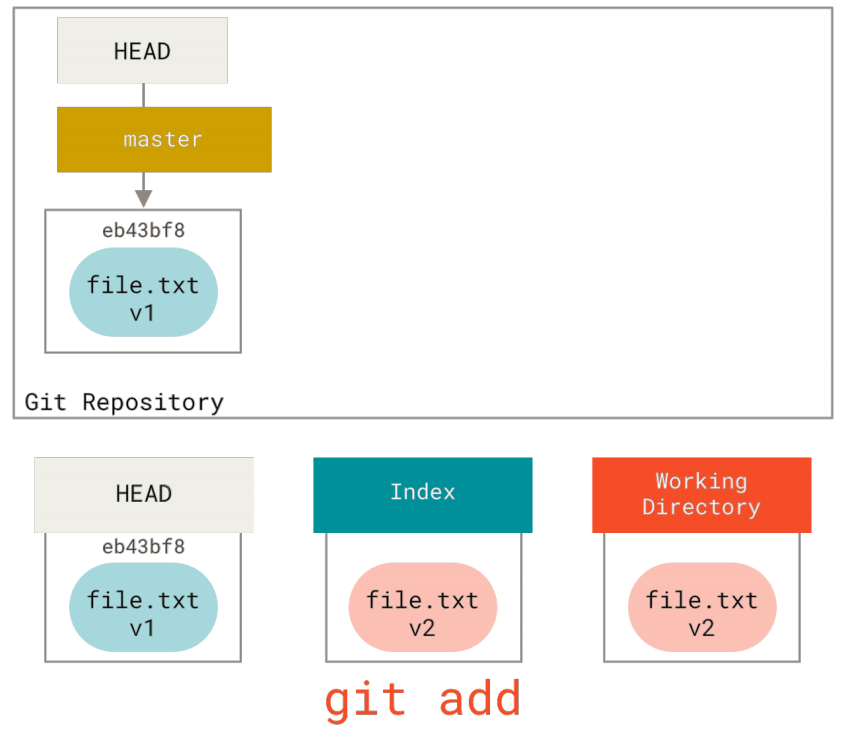 HEAD
master
eb43bf8
file.txt
v1
Git Repository
HEAD
Index
Working
Directory
eb43bf8
file.txt
v1
file.txt
v2
file.txt
v2
git add